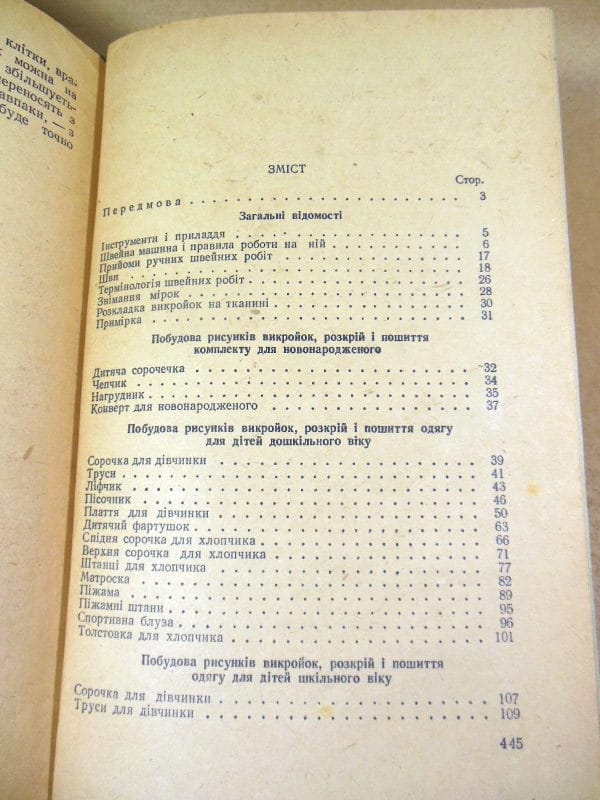 клітки, вра-
можна на
збільшуєть-
переносять з
навпаки, — з
буде точно
ЗМІСТ
Стор.
Передмова . . . . . . . . . . . . . . . . . . . . 3
Загальні відомості
Інструменти і приладдя . . . . . . . . . . . . . . 5
Швейна машина і правила роботи на ній . . . . . . . . 6
Прийоми ручних швейних робіт . . . . . . . . . . . 17
Шви . . . . . . . . . . . . . . . . . . . . 18
Термінологія швейних робіт . . . . . . . . . . . . 26
Знімання мірок . . . . . . . . . . . . . . . . 28
Розкладка викройок на тканині . . . . . . . . . . . 30
Примірка . . . . . . . . . . . . . . . . . . 31
Побудова рисунків викройок, розкрій і пошиття
комплекту для новонародженого
Дитяча сорочечка . . . . . . . . . . . . . . . . 32
Чепчик . . . . . . . . . . . . . . . . . . . 34
Нагрудник . . . . . . . . . . . . . . . . . . 35
Конверт для новонародженого . . . . . . . . . . . . 37
Побудова рисунків викройок, розкрій і пошиття одягу
для дітей дошкільного віку
Сорочка для дівчинки . . . . . . . . . . . . . . 39
Труси . . . . . . . . . . . . . . . . . . . 41
Ліфчик . . . . . . . . . . . . . . . . . . . 43
Пісочник . . . . . . . . . . . . . . . . . . 46
Плаття для дівчинки . . . . . . . . . . . . . . 50
Дитячий фартушок . . . . . . . . . . . . . . . 63
Спідня сорочка для хлопчика . . . . . . . . . . . 66
Верхня сорочка для хлопчика . . . . . . . . . . . 71
Штанці для хлопчика . . . . . . . . . . . . . . 77
Матроска . . . . . . . . . . . . . . . . . . 82
Піжама . . . . . . . . . . . . . . . . . . . 89
Піжамні штани . . . . . . . . . . . . . . . . 95
Спортивна блуза . . . . . . . . . . . . . . . . 96
Толстовка для хлопчика . . . . . . . . . . . . . 101
Побудова рисунків викройок, розкрій і пошиття
одягу для дітей шкільного віку
Сорочка для дівчинки . . . . . . . . . . . . . . 107
Труси для дівчинки . . . . . . . . . . . . . . . 109
445